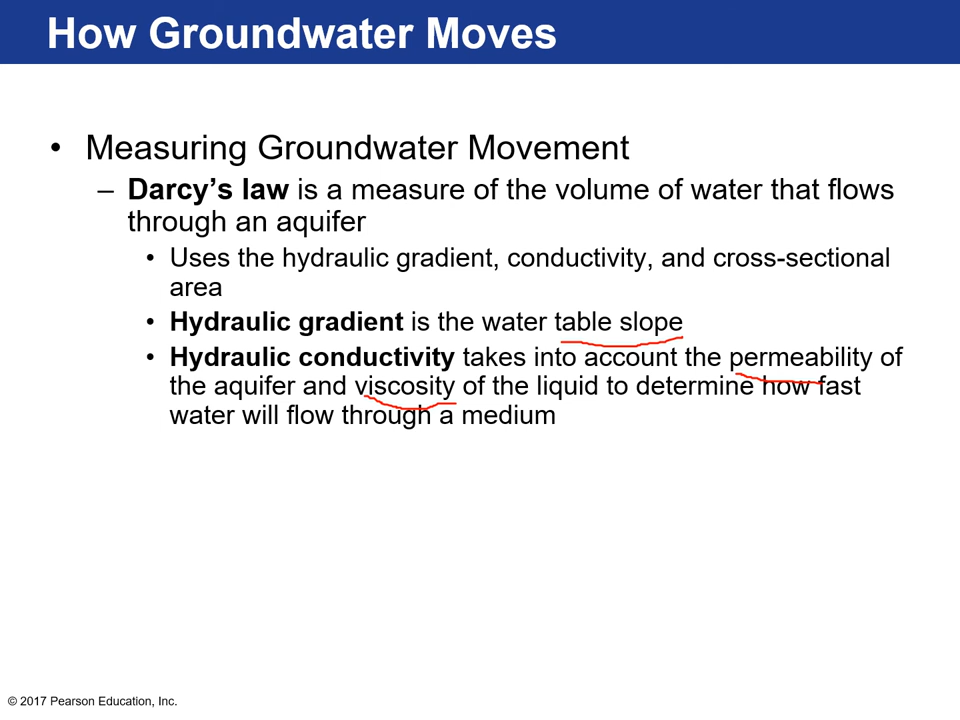 How Groundwater Moves
• Measuring Groundwater Movement
– Darcy’s law is a measure of the volume of water that flows
through an aquifer
• Uses the hydraulic gradient, conductivity, and cross-sectional
area
• Hydraulic gradient is the water table slope
• Hydraulic conductivity takes into account the permeability of
the aquifer and viscosity of the liquid to determine how fast
water will flow through a medium
© 2017 Pearson Education, Inc.